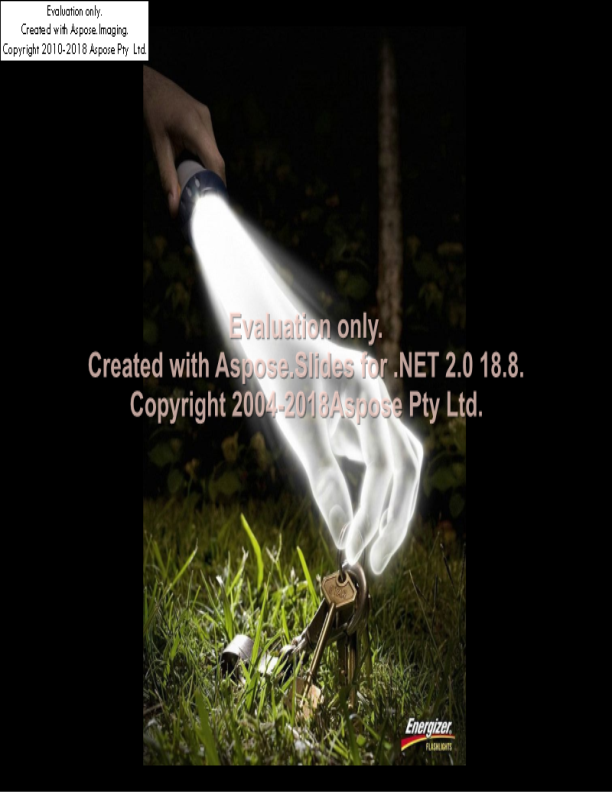 Evaluation only.
Created with Aspose.Imaging.
Copyright 2010-2018 Aspose Pty Ltd.
Evaluation only.
Created with Aspose.Slides for .NET 2.0 18.8.
Copyright 2004-2018Aspose Pty Ltd.
Energizer.
FLASHLIGHTS